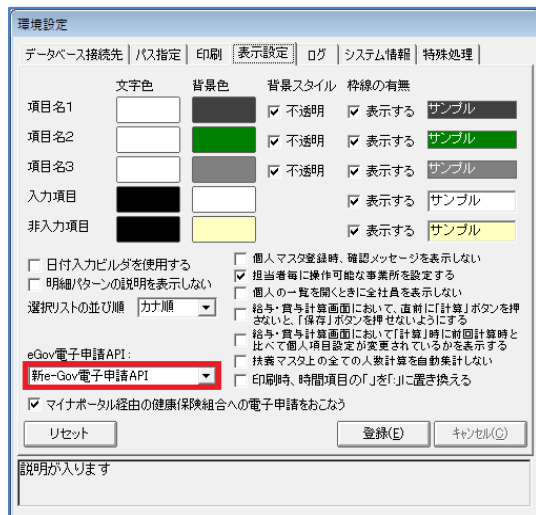 環境設定
データベース接続先 パス指定 印刷 表示設定 ログ システム情報 特殊処理
文字色 背景色 背景スタイル 枠線の有無
項目名1 不透明 表示する サンプル
項目名2 不透明 表示する サンプル
項目名3 不透明 表示する サンプル
入力項目 表示する サンプル
非入力項目 表示する サンプル
日付入力ビルダを使用する
明細パターンの説明を表示しない
選択リストの並び順 カナ順
eGov電子申請API:
新e-Gov電子申請API
個人マスタ登録時、確認メッセージを表示しない
担当者毎に操作可能な事業所を設定する
個人の一覧を開くときに全社員を表示しない
給与・賞与計算画面において、直前に「計算」ボタンを押
さないと、「保存」ボタンを押せないようにする
給与・賞与計算画面において「計算」時に前回計算時と
比べて個人項目設定が変更されているかを表示する
扶養マスタ上の全ての人数計算を自動集計しない
印刷時、時間項目の「.」を「:」に置き換える
マイナポータル経由の健康保険組合への電子申請をおこなう
リセット 登録(E) キャンセル(C)
説明が入ります